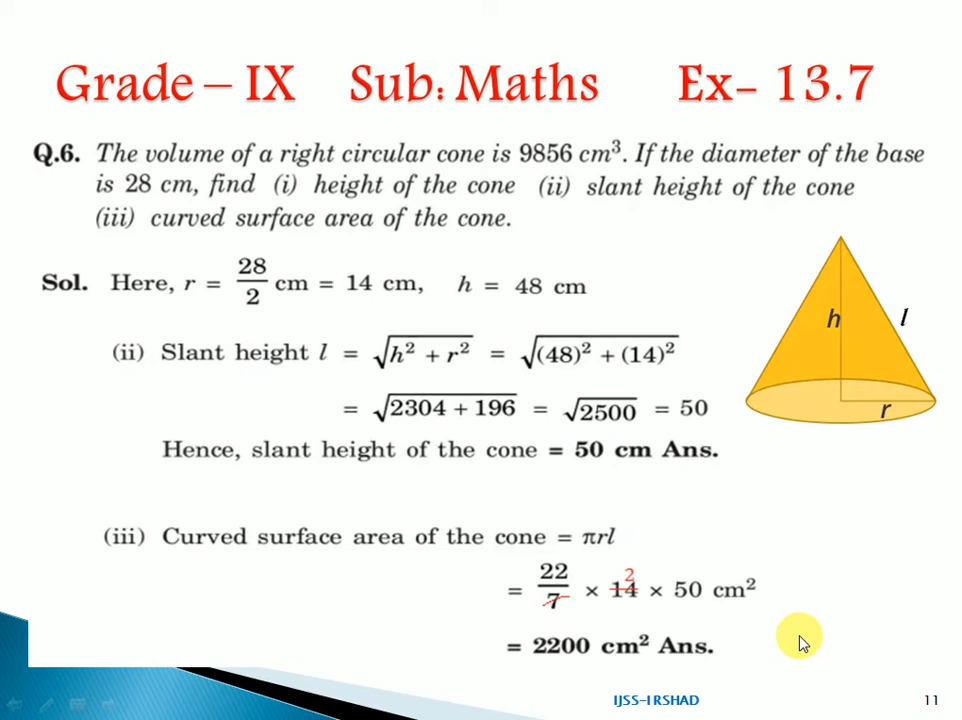 Grade – IX Sub: Maths Ex- 13.7
Q.6. The volume of a right circular cone is 9856 cm³. If the diameter of the base
is 28 cm, find (i) height of the cone (ii) slant height of the cone
(iii) curved surface area of the cone.
Sol. Here, r = 28/2 cm = 14 cm, h = 48 cm
(ii) Slant height l = √(h² + r²) = √((48)² + (14)²)
= √(2304 + 196) = √2500 = 50
Hence, slant height of the cone = 50 cm Ans.
(iii) Curved surface area of the cone = πrl
= 22/7 × 14 2 × 50 cm²
= 2200 cm² Ans.
h
l
r
IJSS-IRSHAD 11